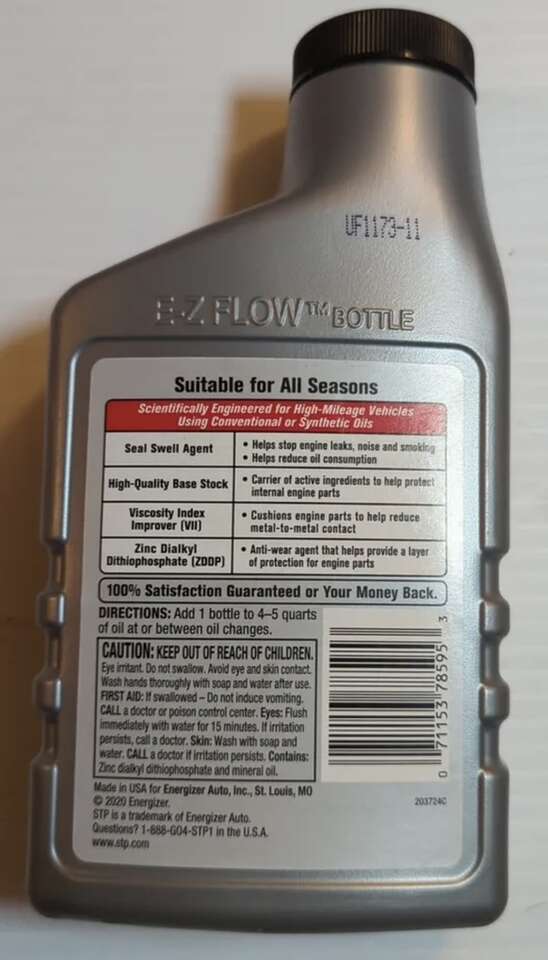 UF1173-11
E-Z FLOW™ BOTTLE
Suitable for All Seasons
Scientifically Engineered for High-Mileage Vehicles
Using Conventional or Synthetic Oils
Seal Swell Agent
• Helps stop engine leaks, noise and smoking
• Helps reduce oil consumption
High-Quality Base Stock
• Carrier of active ingredients to help protect
internal engine parts
Viscosity Index
Improver (VII)
• Cushions engine parts to help reduce
metal-to-metal contact
Zinc Dialkyl
Dithiophosphate (ZDDP)
• Anti-wear agent that helps provide a layer
of protection for engine parts
100% Satisfaction Guaranteed or Your Money Back.
DIRECTIONS: Add 1 bottle to 4–5 quarts
of oil at or between oil changes.
CAUTION: KEEP OUT OF REACH OF CHILDREN.
Eye irritant. Do not swallow. Avoid eye and skin contact.
Wash hands thoroughly with soap and water after use.
FIRST AID: If swallowed – Do not induce vomiting.
CALL a doctor or poison control center. Eyes: Flush
immediately with water for 15 minutes. If irritation
persists, call a doctor. Skin: Wash with soap and
water. CALL a doctor if irritation persists. Contains:
Zinc dialkyl dithiophosphate and mineral oil.
0 71153 78595 3
Made in USA for Energizer Auto, Inc., St. Louis, MO
© 2020 Energizer.
203724C
STP is a trademark of Energizer Auto.
Questions? 1-888-GO4-STP1 in the U.S.A.
www.stp.com